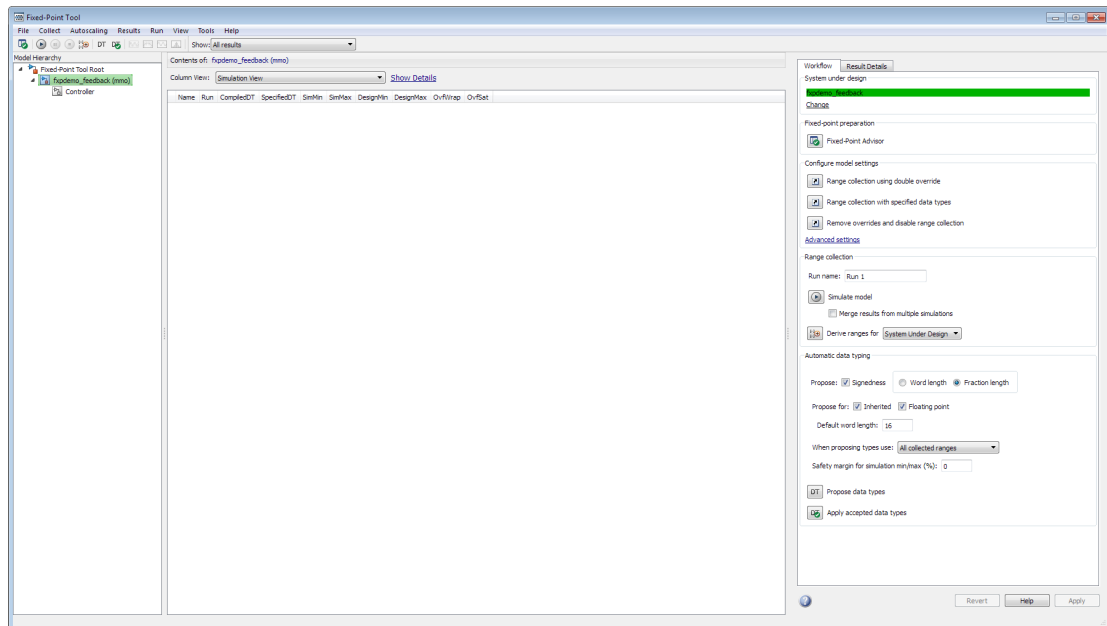 Fixed-Point Tool
File Collect Autoscaling Results Run View Tools Help
DT Show: All results
Model Hierarchy
Fixed-Point Tool Root
fxpdemo_feedback (mmo)
Controller
Contents of: fxpdemo_feedback (mmo)
Column View: Simulation View Show Details
Name Run CompiledDT SpecifiedDT SimMin SimMax DesignMin DesignMax OvfWrap OvfSat
Workflow Result Details
System under design
fxpdemo_feedback
Change
Fixed-point preparation
Fixed-Point Advisor
Configure model settings
Range collection using double override
Range collection with specified data types
Remove overrides and disable range collection
Advanced settings
Range collection
Run name: Run 1
Simulate model
Merge results from multiple simulations
Derive ranges for System Under Design
Automatic data typing
Propose: Signedness Word length Fraction length
Propose for: Inherited Floating point
Default word length: 16
When proposing types use: All collected ranges
Safety margin for simulation min/max (%): 0
DT Propose data types
DT Apply accepted data types
Revert Help Apply